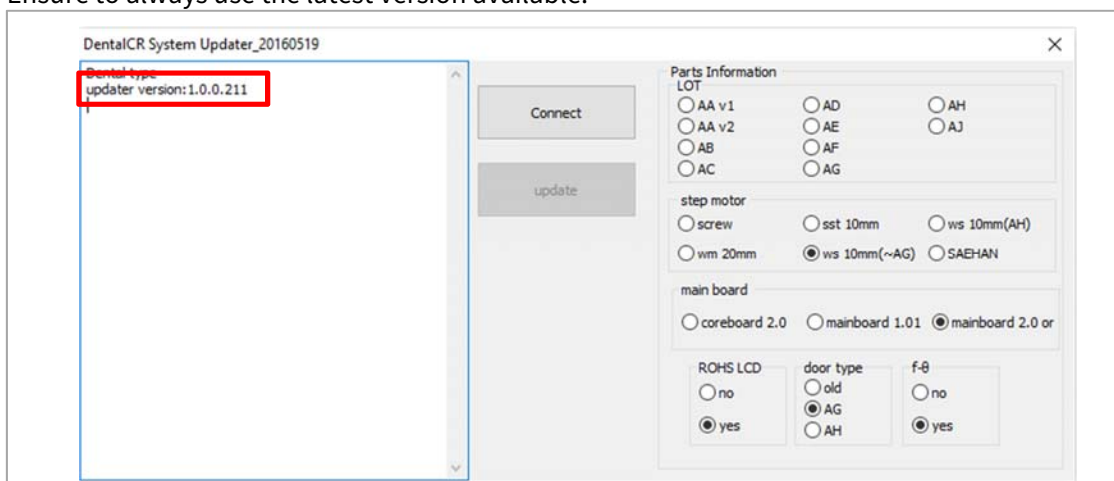 Ensure to always use the latest version available.
DentalCR System Updater_20160519
Dental type
updater version:1.0.0.211
Connect
update
Parts Information
LOT
AA v1
AD
AH
AA v2
AE
AJ
AB
AF
AC
AG
step motor
screw
sst 10mm
ws 10mm(AH)
wm 20mm
ws 10mm(~AG)
SAEHAN
main board
coreboard 2.0
mainboard 1.01
mainboard 2.0 or
ROHS LCD
no
yes
door type
old
AG
AH
f-θ
no
yes